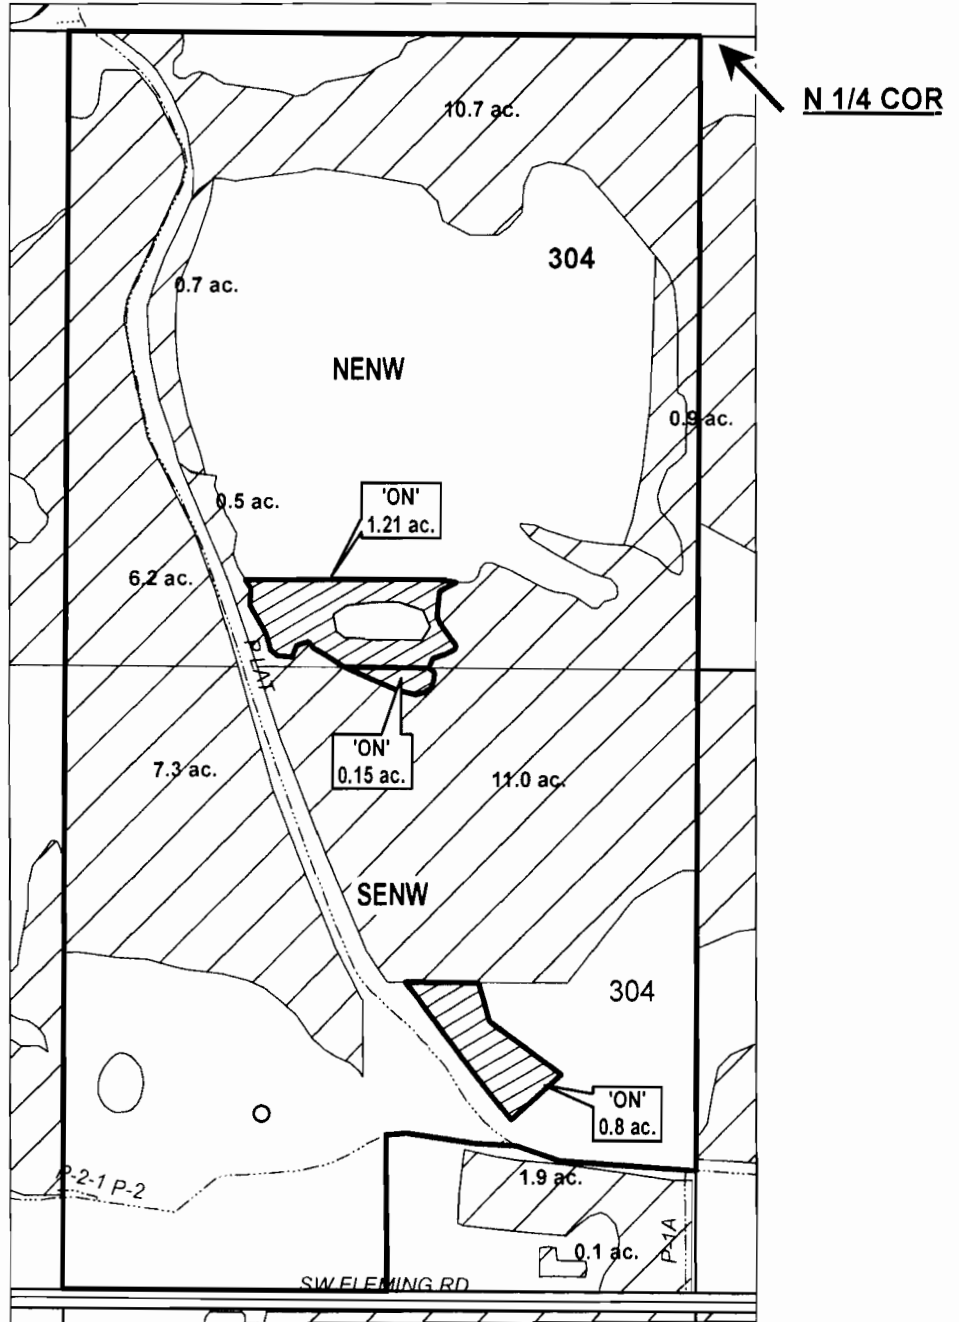 N 1/4 COR
10.7 ac.
304
0.7 ac.
NENW
0.9 ac.
'ON'
1.21 ac.
0.5 ac.
6.2 ac.
P LAT
'ON'
0.15 ac.
7.3 ac.
11.0 ac.
SENW
304
'ON'
0.8 ac.
P-2-1 P-2
1.9 ac.
P-1A
0.1 ac.
SW FLEMING RD